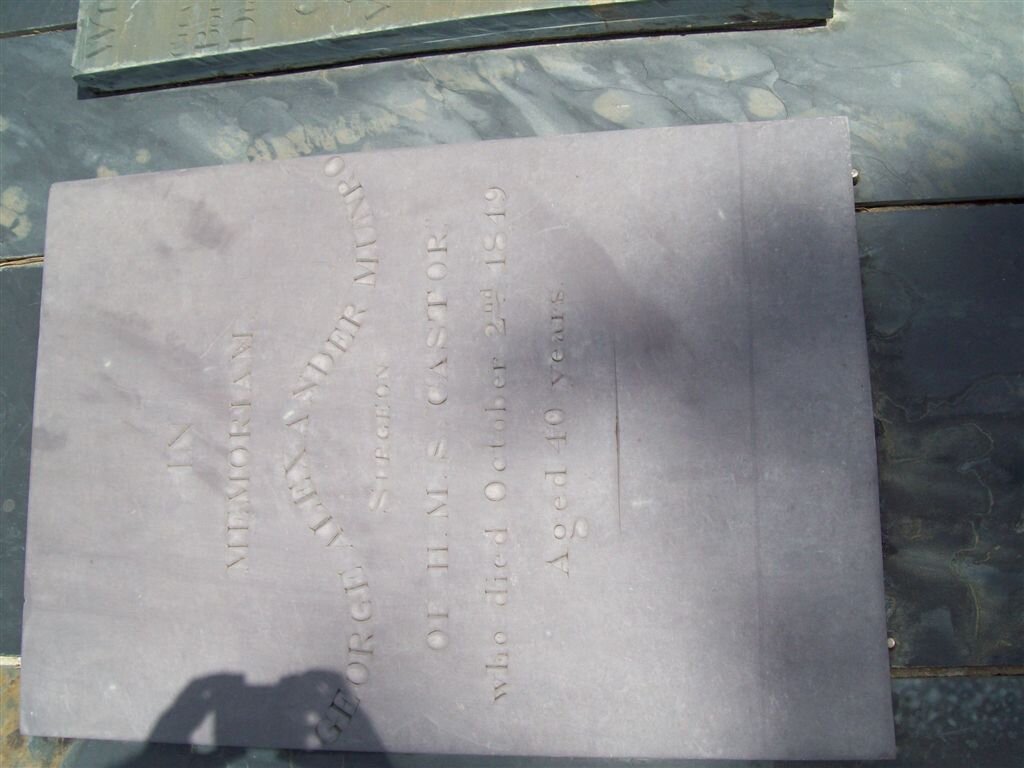 IN
MEMORIAM
GEORGE ALEXANDER MUNRO
SURGEON
OF H.M.S. CASTOR
who died October 2nd 1849
Aged 40 years.